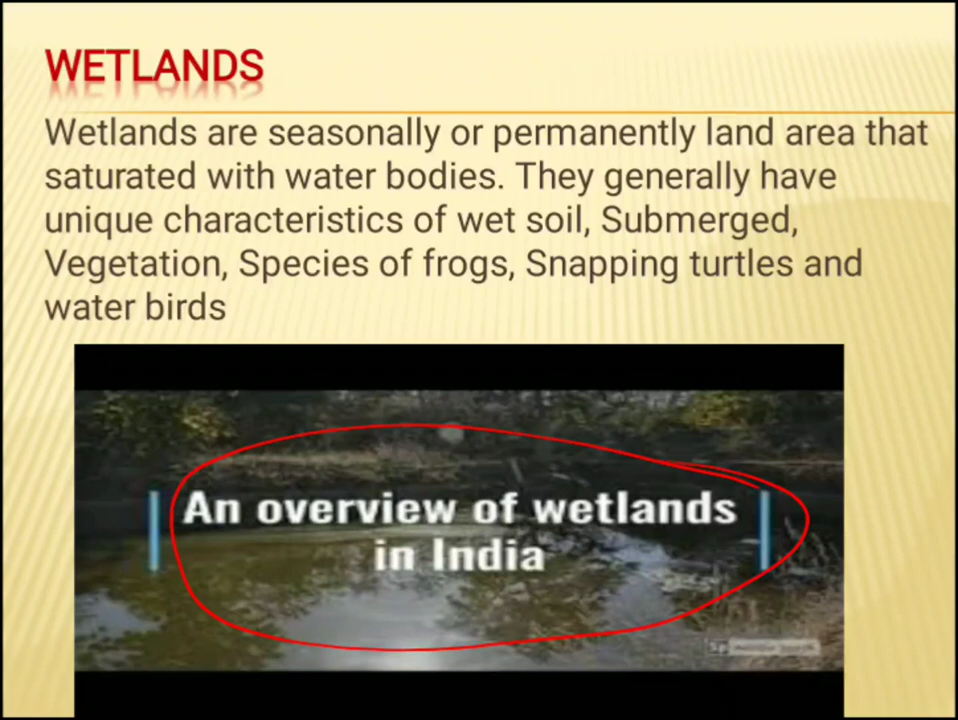 WETLANDS
Wetlands are seasonally or permanently land area that
saturated with water bodies. They generally have
unique characteristics of wet soil, Submerged,
Vegetation, Species of frogs, Snapping turtles and
water birds
An overview of wetlands
in India